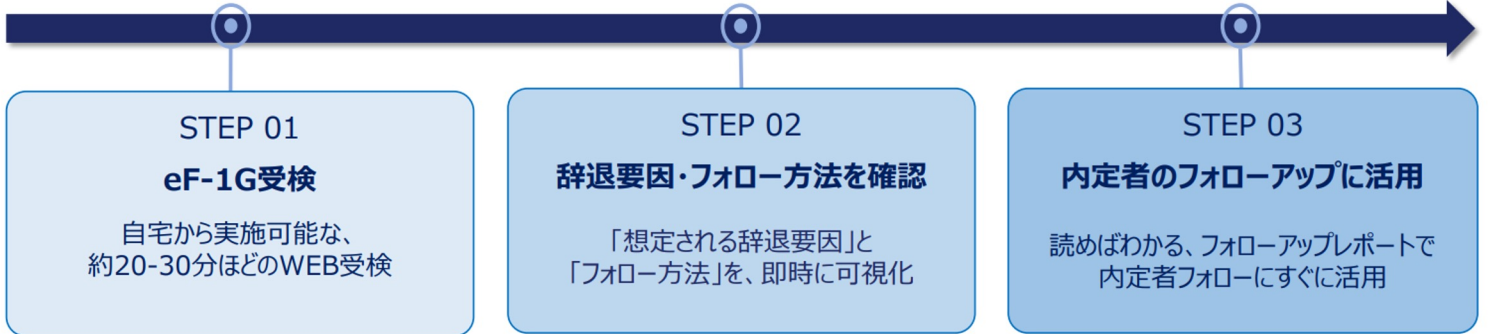 STEP 01
eF-1G受検
自宅から実施可能な、
約20-30分ほどのWEB受検
STEP 02
辞退要因・フォロー方法を確認
「想定される辞退要因」と
「フォロー方法」を、即時に可視化
STEP 03
内定者のフォローアップに活用
読めばわかる、フォローアップレポートで
内定者フォローにすぐに活用